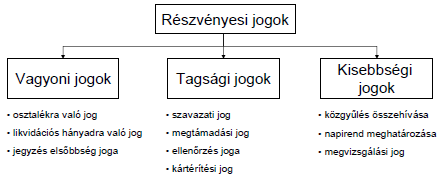 Részvényesi jogok
Vagyoni jogok
• osztalékra való jog
• likvidációs hányadra való jog
• jegyzés elsőbbség joga
Tagsági jogok
• szavazati jog
• megtámadási jog
• ellenőrzés joga
• kártérítési jog
Kisebbségi
jogok
• közgyűlés összehívása
• napirend meghatározása
• megvizsgálási jog